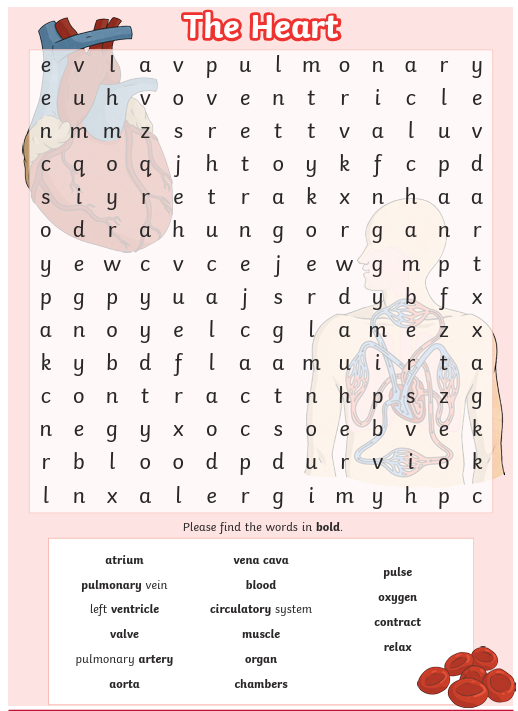 The Heart
e v l a v p u l m o n a r y
e u h v o v e n t r i c l e
n m m z s r e t t v a l u v
c q o q j h t o y k f c p d
s i y r e t r a k x n h a a
o d r a h u n g o r g a n r
y e w c v c e j e w g m p t
p g p y u a j s r d y b f x
a n o y e l c g l a m e z x
k y b d f l a a m u i r t a
c o n t r a c t n h p s z g
n e g y x o c s o e b v e k
r b l o o d p d u r v i o k
l n x a l e r g i m y h p c
Please find the words in bold.
atrium
pulmonary vein
left ventricle
valve
pulmonary artery
aorta
vena cava
blood
circulatory system
muscle
organ
chambers
pulse
oxygen
contract
relax